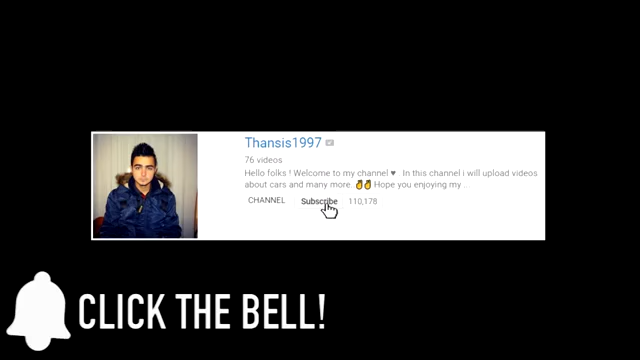 Thansis1997
76 videos
Hello folks ! Welcome to my channel ♥ In this channel i will upload videos
about cars and many more. Hope you enjoying my ...
CHANNEL Subscribe 110,178
CLICK THE BELL!